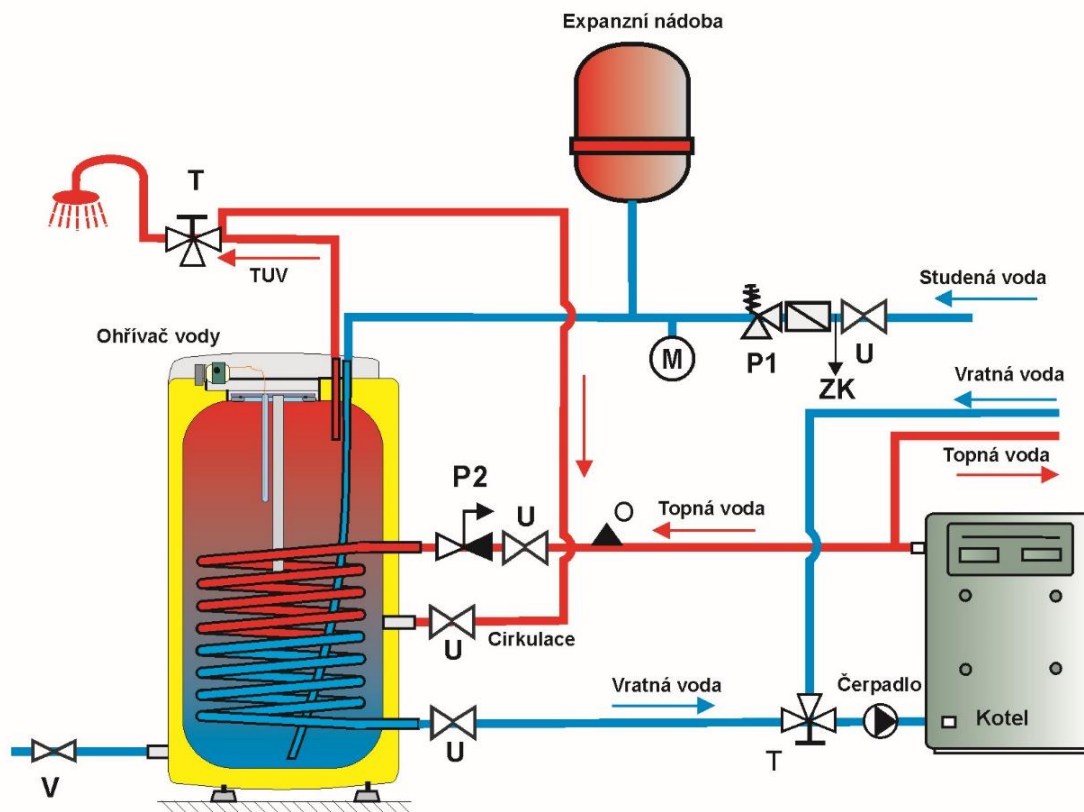 Expanzní nádoba
T
TUV
Studená voda
Ohřívač vody
M
P1
U
ZK
Vratná voda
Topná voda
P2
U
O
Topná voda
U
Cirkulace
Vratná voda
Čerpadlo
Kotel
U
T
V